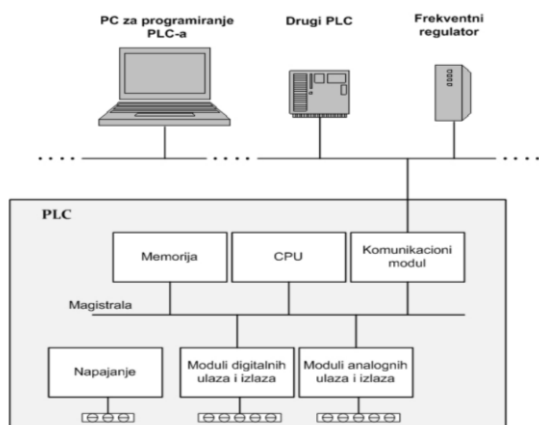 PC za programiranje
PLC-a
Drugi PLC
Frekventni
regulator
PLC
Memorija
CPU
Komunikacioni
modul
Magistrala
Napajanje
Moduli digitalnih
ulaza i izlaza
Moduli analognih
ulaza i izlaza